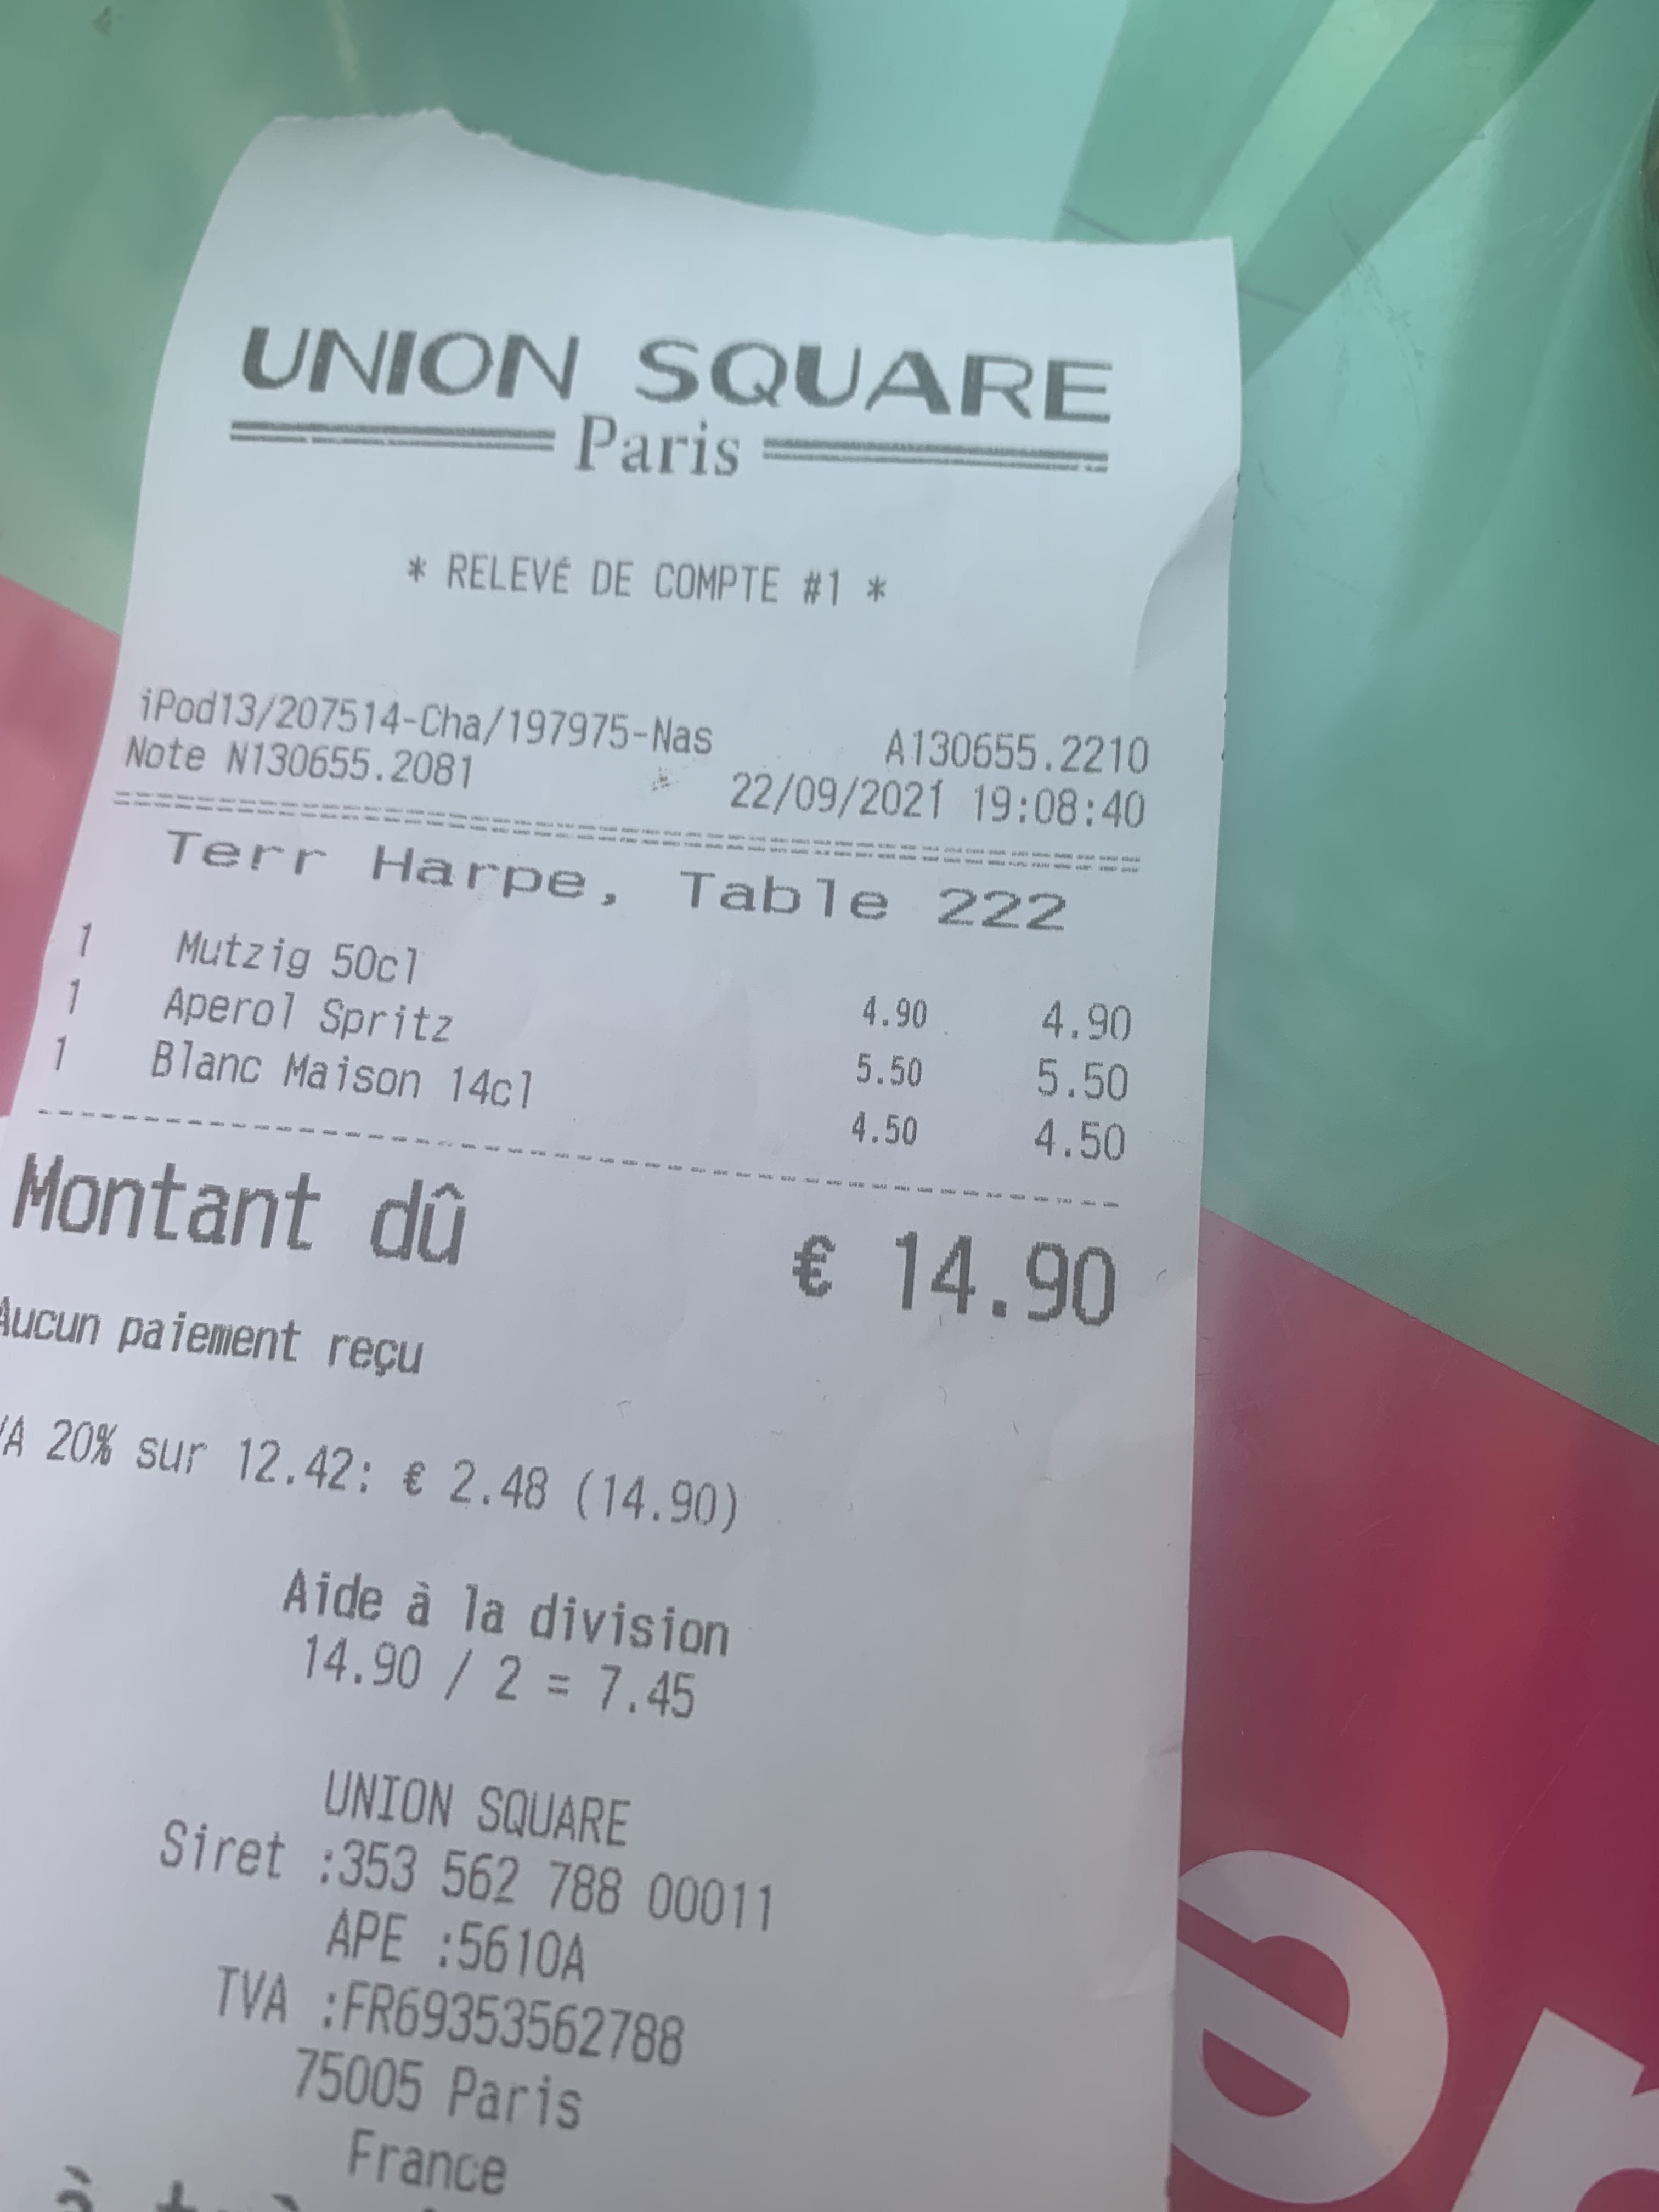 UNION SQUARE
Paris
* RELEVÉ DE COMPTE #1 *
iPod13/207514-Cha/197975-Nas A130655.2210
Note N130655.2081 22/09/2021 19:08:40
Terr Harpe, Table 222
1 Mutzig 50cl 4.90 4.90
1 Aperol Spritz 5.50 5.50
1 Blanc Maison 14cl 4.50 4.50
Montant dû € 14.90
Aucun paiement reçu
VA 20% sur 12.42: € 2.48 (14.90)
Aide à la division
14.90 / 2 = 7.45
UNION SQUARE
Siret :353 562 788 00011
APE :5610A
TVA :FR69353562788
75005 Paris
France